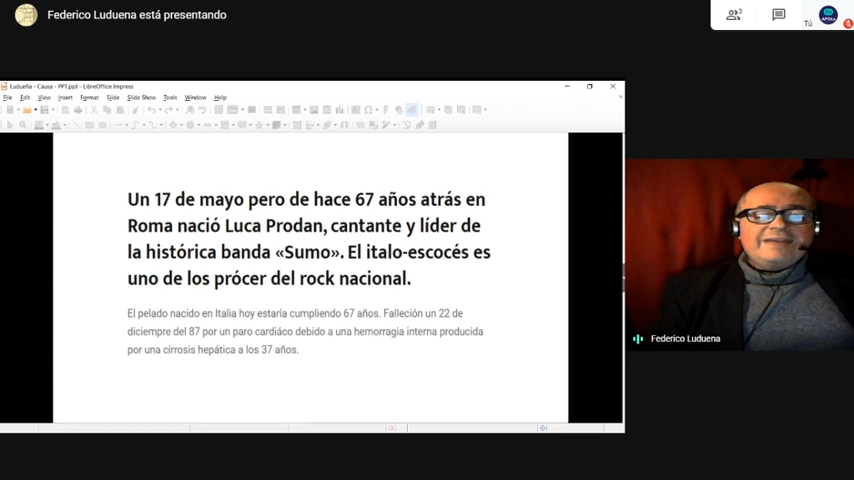 Federico Luduena está presentando
3
Tú
APOLa
Ludueña - Causa - PPT.ppt - LibreOffice Impress
File Edit View Insert Format Slide Slide Show Tools Window Help
Un 17 de mayo pero de hace 67 años atrás en
Roma nació Luca Prodan, cantante y líder de
la histórica banda «Sumo». El italo-escocés es
uno de los prócer del rock nacional.
El pelado nacido en Italia hoy estaría cumpliendo 67 años. Falleción un 22 de
diciembre del 87 por un paro cardiáco debido a una hemorragia interna producida
por una cirrosis hepática a los 37 años.
Federico Luduena